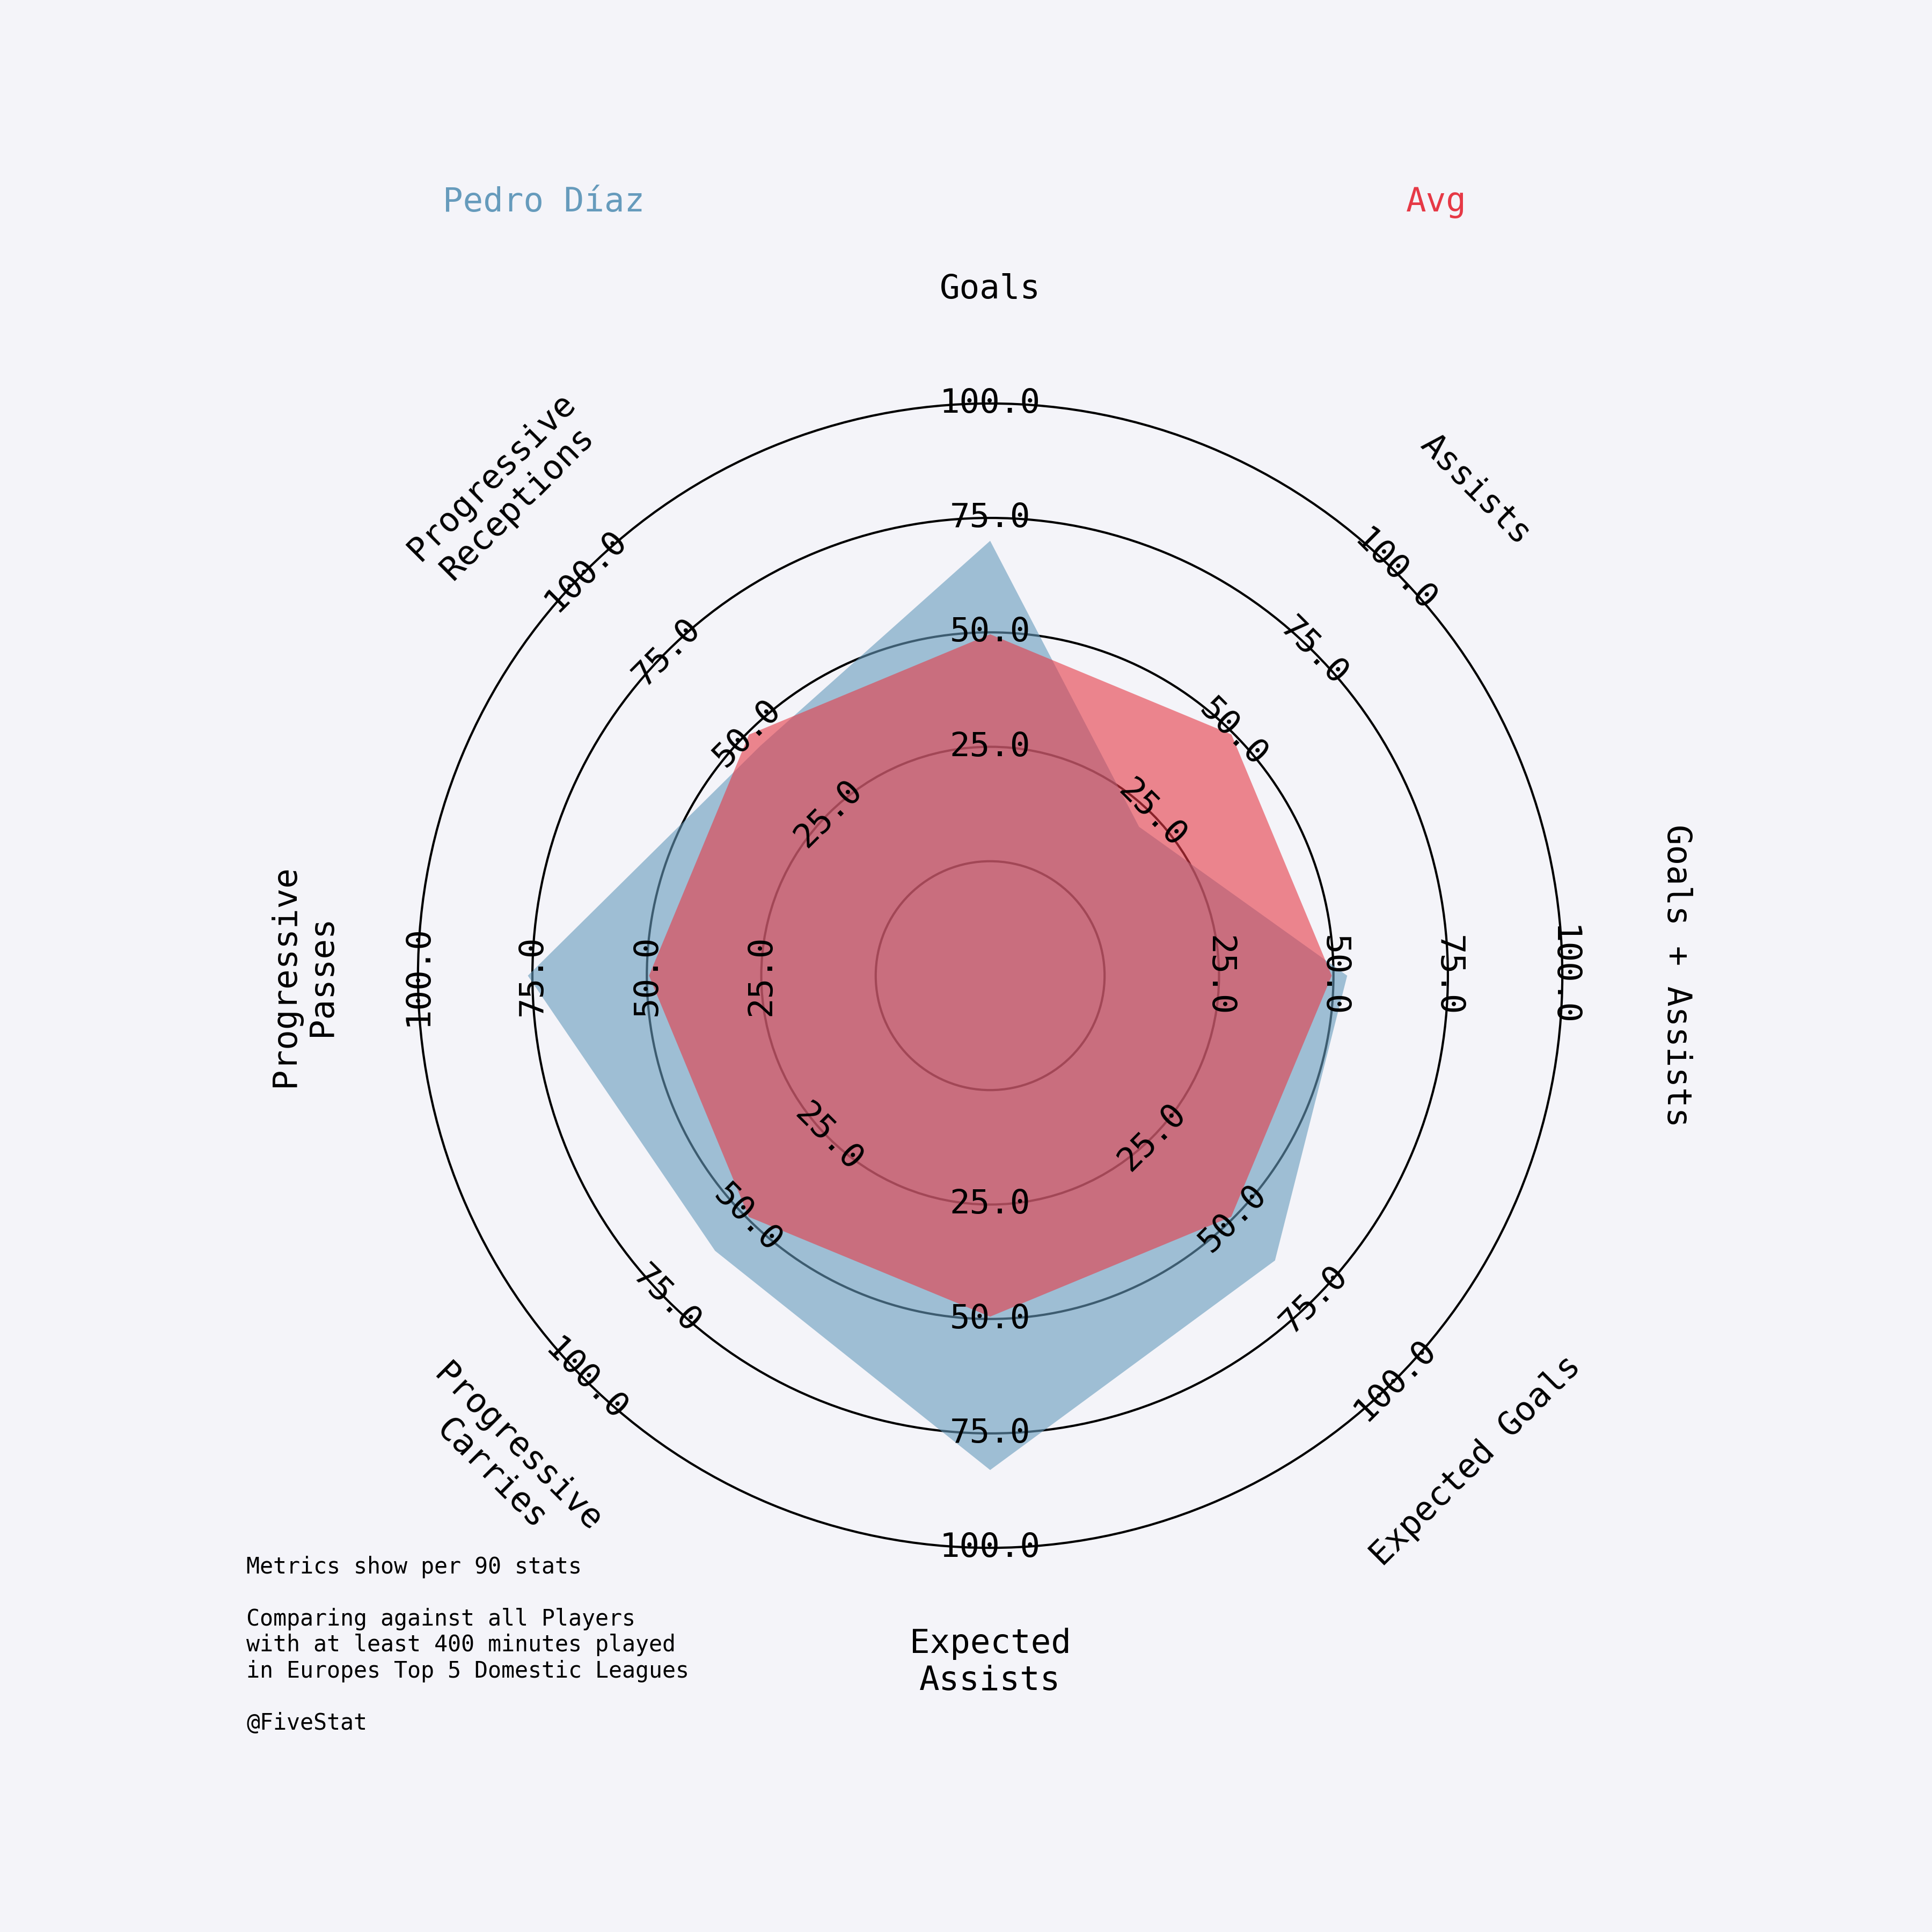 Pedro Díaz
Avg
Goals
Assists
Goals + Assists
Expected Goals
Expected
Assists
Progressive
Carries
Progressive
Passes
Progressive
Receptions
25.0
50.0
75.0
100.0
25.0
50.0
75.0
100.0
25.0
50.0
75.0
100.0
25.0
50.0
75.0
100.0
25.0
50.0
75.0
100.0
25.0
50.0
75.0
100.0
25.0
50.0
75.0
100.0
25.0
50.0
75.0
100.0
Metrics show per 90 stats
Comparing against all Players
with at least 400 minutes played
in Europes Top 5 Domestic Leagues
@FiveStat